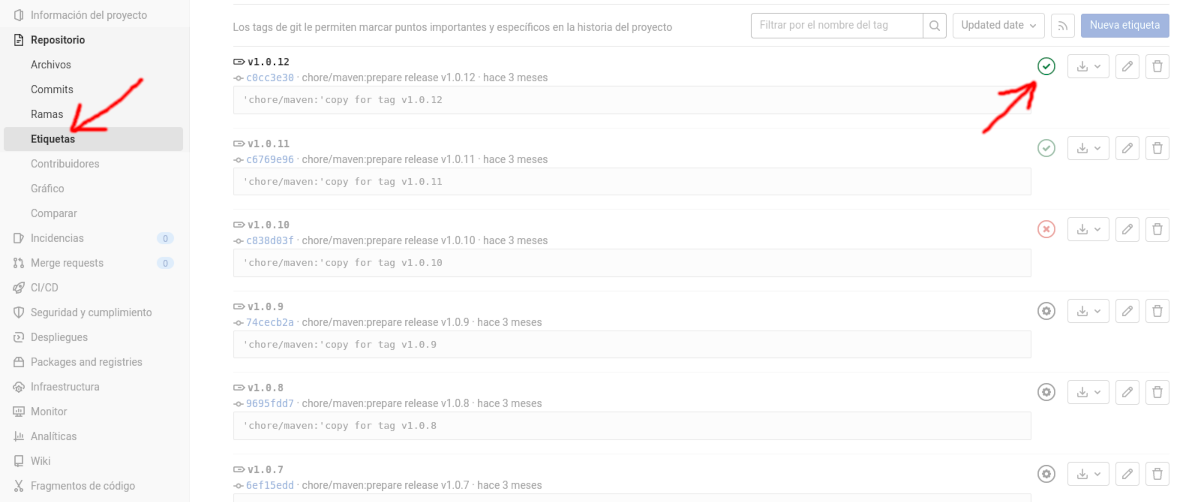 Información del proyecto
Repositorio
Archivos
Commits
Ramas
Etiquetas
Contribuidores
Gráfico
Comparar
Incidencias 0
Merge requests 0
CI/CD
Seguridad y cumplimiento
Despliegues
Packages and registries
Infraestructura
Monitor
Analíticas
Wiki
Fragmentos de código
Los tags de git le permiten marcar puntos importantes y específicos en la historia del proyecto
Filtrar por el nombre del tag
Updated date
Nueva etiqueta
v1.0.12
c0cc3e30 · chore/maven:prepare release v1.0.12 · hace 3 meses
'chore/maven:'copy for tag v1.0.12
v1.0.11
c6769e96 · chore/maven:prepare release v1.0.11 · hace 3 meses
'chore/maven:'copy for tag v1.0.11
v1.0.10
c838d03f · chore/maven:prepare release v1.0.10 · hace 3 meses
'chore/maven:'copy for tag v1.0.10
v1.0.9
74cecb2a · chore/maven:prepare release v1.0.9 · hace 3 meses
'chore/maven:'copy for tag v1.0.9
v1.0.8
9695fdd7 · chore/maven:prepare release v1.0.8 · hace 3 meses
'chore/maven:'copy for tag v1.0.8
v1.0.7
6ef15edd · chore/maven:prepare release v1.0.7 · hace 3 meses